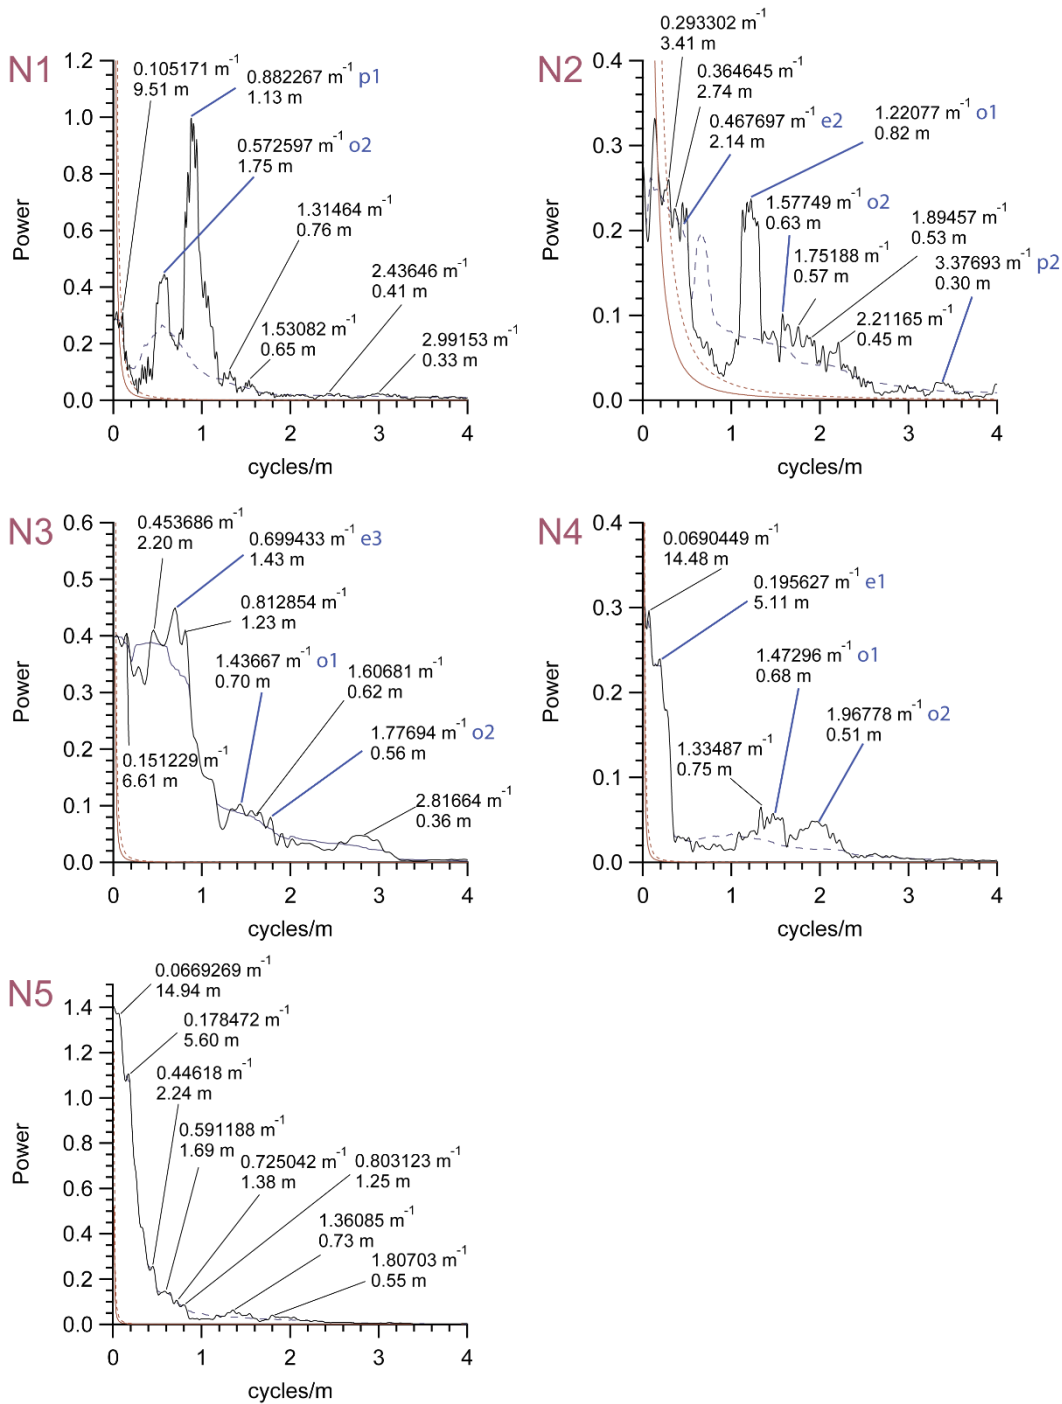 N1
1.2
1.0
0.8
0.6
0.4
0.2
0.0
Power
0.105171 m⁻¹
9.51 m
0.882267 m⁻¹ p1
1.13 m
0.572597 m⁻¹ o2
1.75 m
1.31464 m⁻¹
0.76 m
2.43646 m⁻¹
0.41 m
1.53082 m⁻¹
0.65 m
2.99153 m⁻¹
0.33 m
0 1 2 3 4
cycles/m
N2
0.4
0.3
0.2
0.1
0.0
Power
0.293302 m⁻¹
3.41 m
0.364645 m⁻¹
2.74 m
0.467697 m⁻¹ e2
2.14 m
1.22077 m⁻¹ o1
0.82 m
1.57749 m⁻¹ o2
0.63 m
1.89457 m⁻¹
0.53 m
1.75188 m⁻¹
0.57 m
3.37693 m⁻¹ p2
0.30 m
2.21165 m⁻¹
0.45 m
0 1 2 3 4
cycles/m
N3
0.6
0.5
0.4
0.3
0.2
0.1
0.0
Power
0.453686 m⁻¹
2.20 m
0.699433 m⁻¹ e3
1.43 m
0.812854 m⁻¹
1.23 m
1.43667 m⁻¹ o1
0.70 m
1.60681 m⁻¹
0.62 m
1.77694 m⁻¹ o2
0.56 m
0.151229 m⁻¹
6.61 m
2.81664 m⁻¹
0.36 m
0 1 2 3 4
cycles/m
N4
0.4
0.3
0.2
0.1
0.0
Power
0.0690449 m⁻¹
14.48 m
0.195627 m⁻¹ e1
5.11 m
1.47296 m⁻¹ o1
0.68 m
1.96778 m⁻¹ o2
0.51 m
1.33487 m⁻¹
0.75 m
0 1 2 3 4
cycles/m
N5
1.4
1.2
1.0
0.8
0.6
0.4
0.2
0.0
Power
0.0669269 m⁻¹
14.94 m
0.178472 m⁻¹
5.60 m
0.44618 m⁻¹
2.24 m
0.591188 m⁻¹
1.69 m
0.725042 m⁻¹
1.38 m
0.803123 m⁻¹
1.25 m
1.36085 m⁻¹
0.73 m
1.80703 m⁻¹
0.55 m
0 1 2 3 4
cycles/m